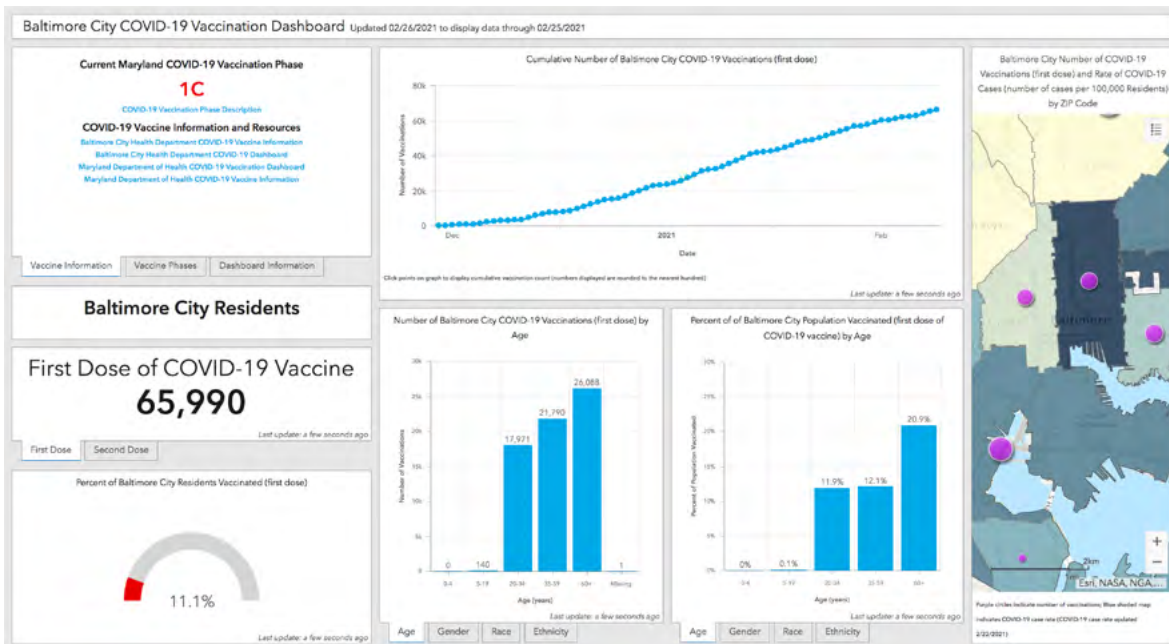 Baltimore City COVID-19 Vaccination Dashboard Updated 02/26/2021 to display data through 02/25/2021
Current Maryland COVID-19 Vaccination Phase
1C
COVID-19 Vaccination Phase Description
COVID-19 Vaccine Information and Resources
Baltimore City Health Department COVID-19 Vaccine Information
Baltimore City Health Department COVID-19 Dashboard
Maryland Department of Health COVID-19 Vaccination Dashboard
Maryland Department of Health COVID-19 Vaccine Information
Vaccine Information
Vaccine Phases
Dashboard Information
Baltimore City Residents
First Dose of COVID-19 Vaccine
65,990
Last update: a few seconds ago
First Dose
Second Dose
Percent of Baltimore City Residents Vaccinated (first dose)
11.1%
Last update: a few seconds ago
Cumulative Number of Baltimore City COVID-19 Vaccinations (first dose)
Number of Vaccinations
80k
60k
40k
20k
0
Dec
2021
Feb
Date
Click points on graph to display cumulative vaccination count (numbers displayed are rounded to the nearest hundred)
Last update: a few seconds ago
Number of Baltimore City COVID-19 Vaccinations (first dose) by
Age
Number of Vaccinations
30k
25k
20k
15k
10k
5k
0
0
140
17,971
21,790
26,088
1
0-4
5-19
20-34
35-59
60+
Missing
Age (years)
Last update: a few seconds ago
Age
Gender
Race
Ethnicity
Percent of of Baltimore City Population Vaccinated (first dose of
COVID-19 vaccine) by Age
Percent of Population Vaccinated
30%
25%
20%
15%
10%
5%
0%
0%
0.1%
11.9%
12.1%
20.9%
0-4
5-19
20-34
35-59
60+
Age (years)
Last update: a few seconds ago
Age
Gender
Race
Ethnicity
Baltimore City Number of COVID-19
Vaccinations (first dose) and Rate of COVID-19
Cases (number of cases per 100,000 Residents)
by ZIP Code
Baltimore
+
−
2km
Esri, NASA, NGA,...
Purple circles indicate number of vaccinations; Blue shaded map
indicates COVID-19 case rate (COVID-19 case rate updated
2/22/2021)